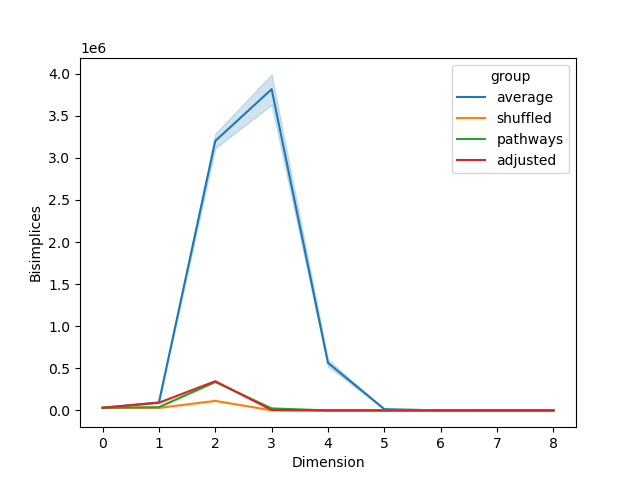 1e6
4.0
3.5
3.0
2.5
2.0
1.5
1.0
0.5
0.0
Bisimplices
group
average
shuffled
pathways
adjusted
0 1 2 3 4 5 6 7 8
Dimension